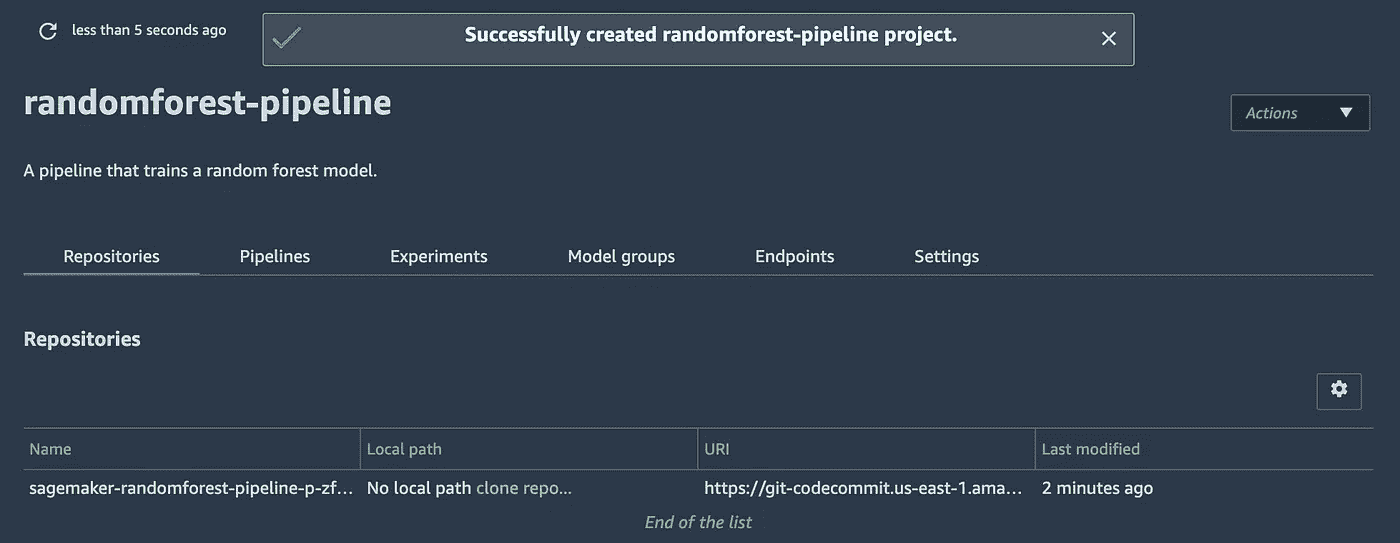 less than 5 seconds ago
Successfully created randomforest-pipeline project.
randomforest-pipeline
Actions
A pipeline that trains a random forest model.
Repositories Pipelines Experiments Model groups Endpoints Settings
Repositories
Name Local path URI Last modified
sagemaker-randomforest-pipeline-p-zf... No local path clone repo... https://git-codecommit.us-east-1.ama... 2 minutes ago
End of the list